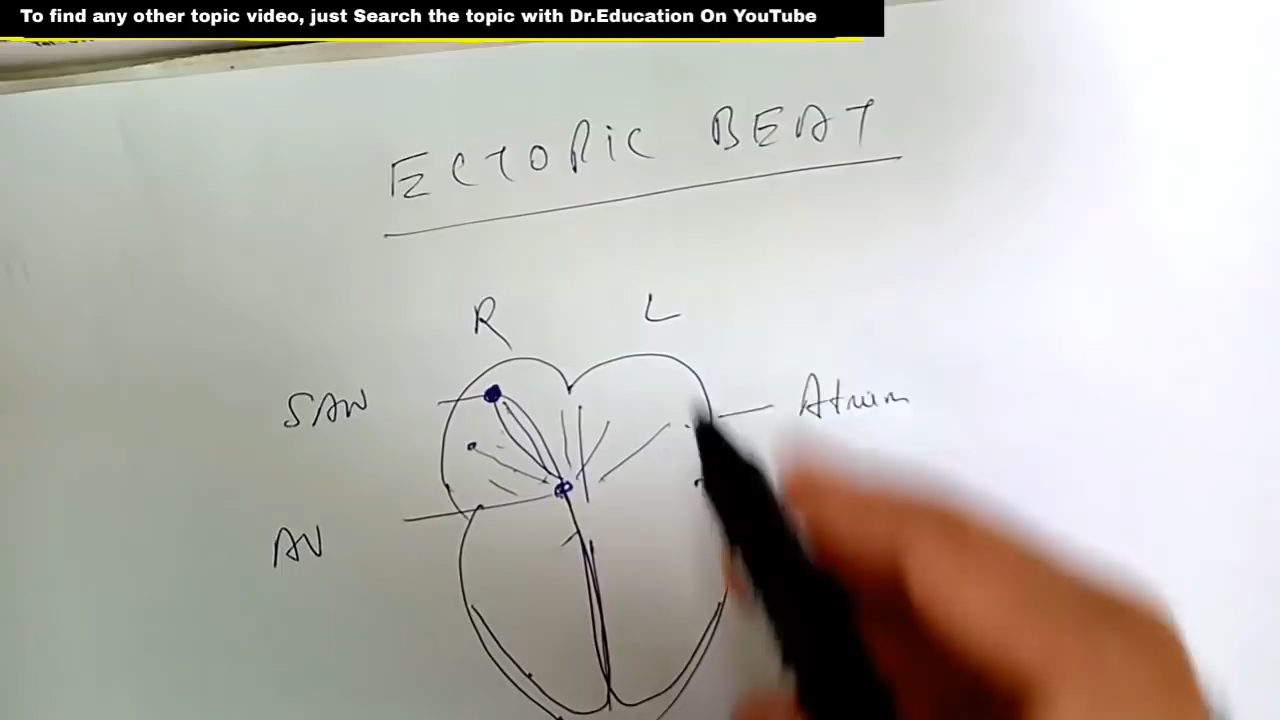 To find any other topic video, just Search the topic with Dr.Education On YouTube
ECTOPIC BEAT
R L
SAN
Atrium
AV